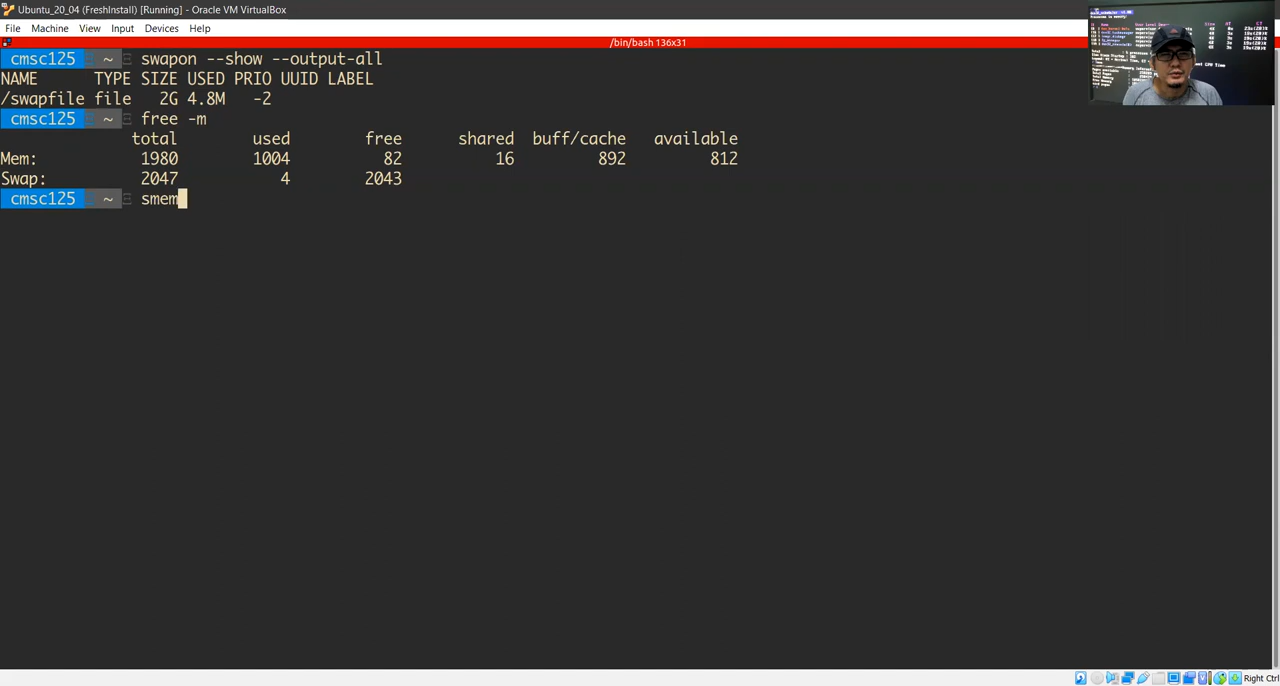 Ubuntu_20_04 (FreshInstall) [Running] - Oracle VM VirtualBox
File Machine View Input Devices Help
/bin/bash 136x31
cmsc125 ~ swapon --show --output-all
NAME TYPE SIZE USED PRIO UUID LABEL
/swapfile file 2G 4.8M -2
cmsc125 ~ free -m
total used free shared buff/cache available
Mem: 1980 1004 82 16 892 812
Swap: 2047 4 2043
cmsc125 ~ smem
Right Ctrl